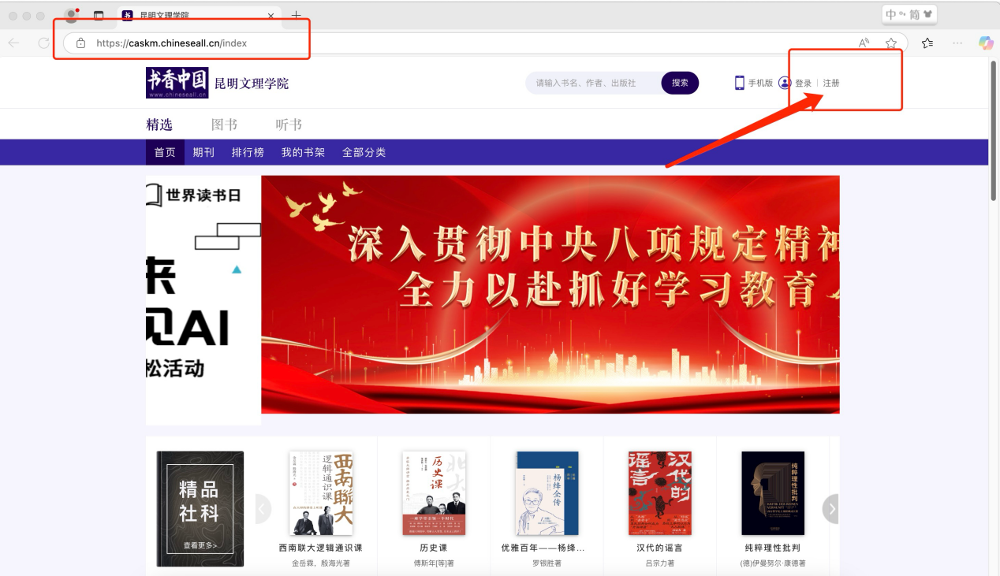 中 简
昆明文理学院
https://caskm.chineseall.cn/index
书香中国
www.chineseall.cn
昆明文理学院
请输入书名、作者、出版社
搜索
手机版
登录
注册
精选 图书 听书
首页 期刊 排行榜 我的书架 全部分类
世界读书日
来
见AI
松活动
深入贯彻中央八项规定精神
全力以赴抓好学习教育
精品
社科
查看更多>
西南联大
逻辑通识课
历史课
杨绛全传
汉代的
谣言
纯粹理性批判
西南联大逻辑通识课
金岳霖，殷海光著
历史课
傅斯年[等]著
优雅百年——杨绛...
罗银胜著
汉代的谣言
吕宗力著
纯粹理性批判
(德)伊曼努尔·康德著